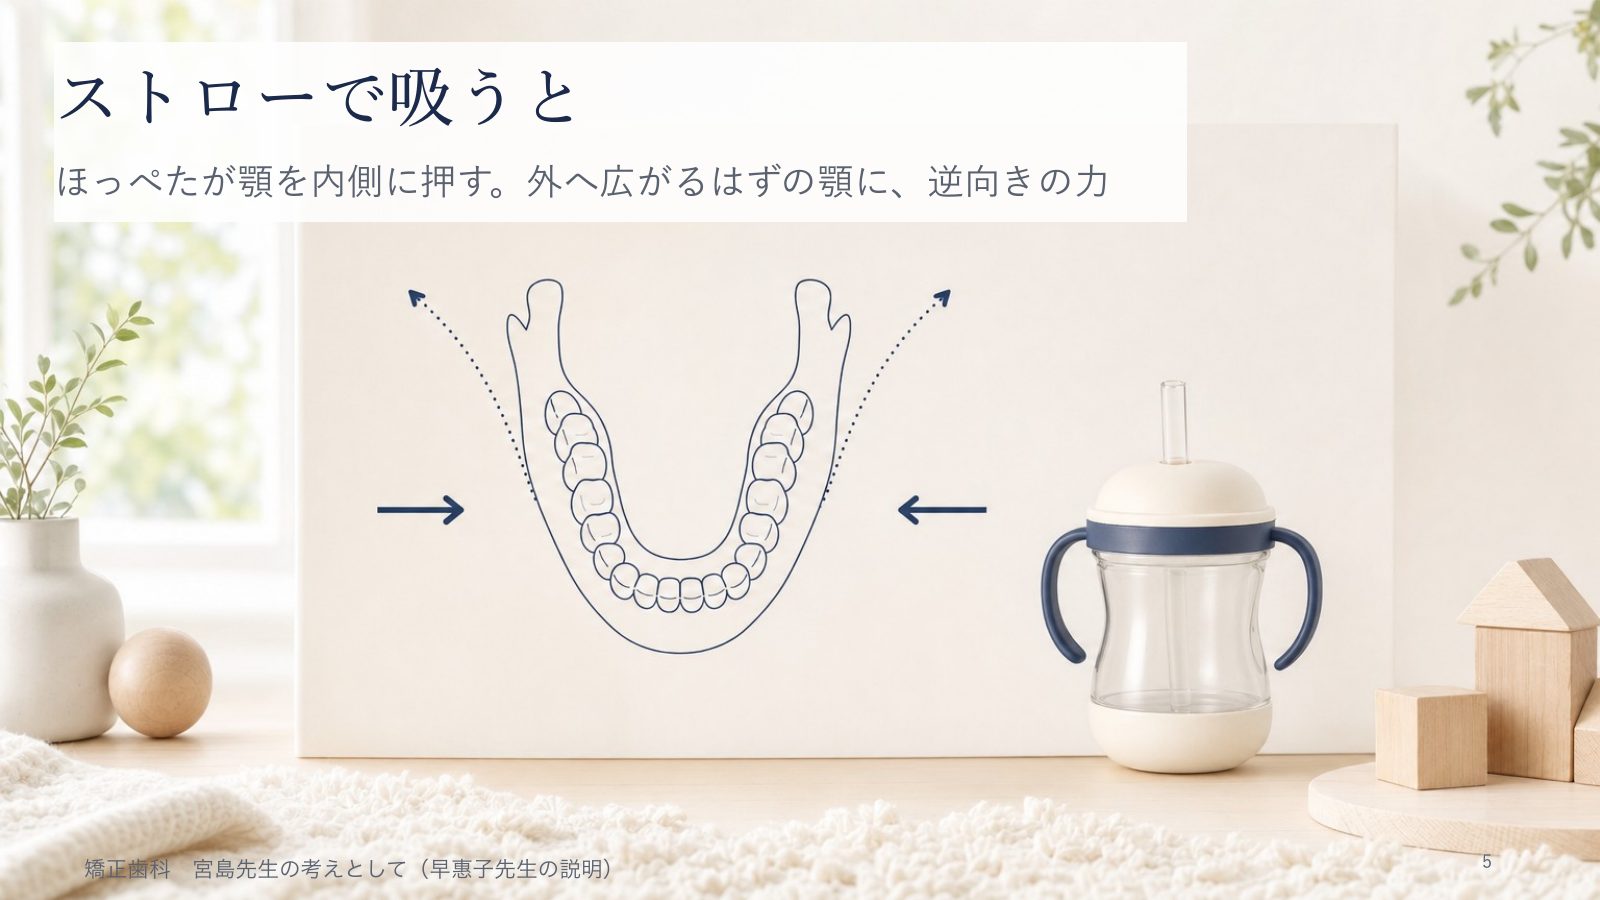 ストローで吸うと
ほっぺたが顎を内側に押す。外へ広がるはずの顎に、逆向きの力
矯正歯科　宮島先生の考えとして（早恵子先生の説明）
5